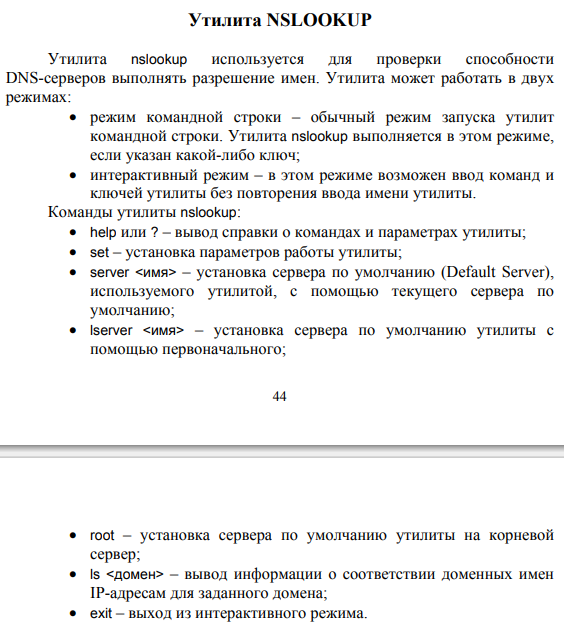 Утилита NSLOOKUP
Утилита nslookup используется для проверки способности
DNS-серверов выполнять разрешение имен. Утилита может работать в двух
режимах:
• режим командной строки – обычный режим запуска утилит
командной строки. Утилита nslookup выполняется в этом режиме,
если указан какой-либо ключ;
• интерактивный режим – в этом режиме возможен ввод команд и
ключей утилиты без повторения ввода имени утилиты.
Команды утилиты nslookup:
• help или ? – вывод справки о командах и параметрах утилиты;
• set – установка параметров работы утилиты;
• server <имя> – установка сервера по умолчанию (Default Server),
используемого утилитой, с помощью текущего сервера по
умолчанию;
• lserver <имя> – установка сервера по умолчанию утилиты с
помощью первоначального;
44
• root – установка сервера по умолчанию утилиты на корневой
сервер;
• ls <домен> – вывод информации о соответствии доменных имен
IP-адресам для заданного домена;
• exit – выход из интерактивного режима.